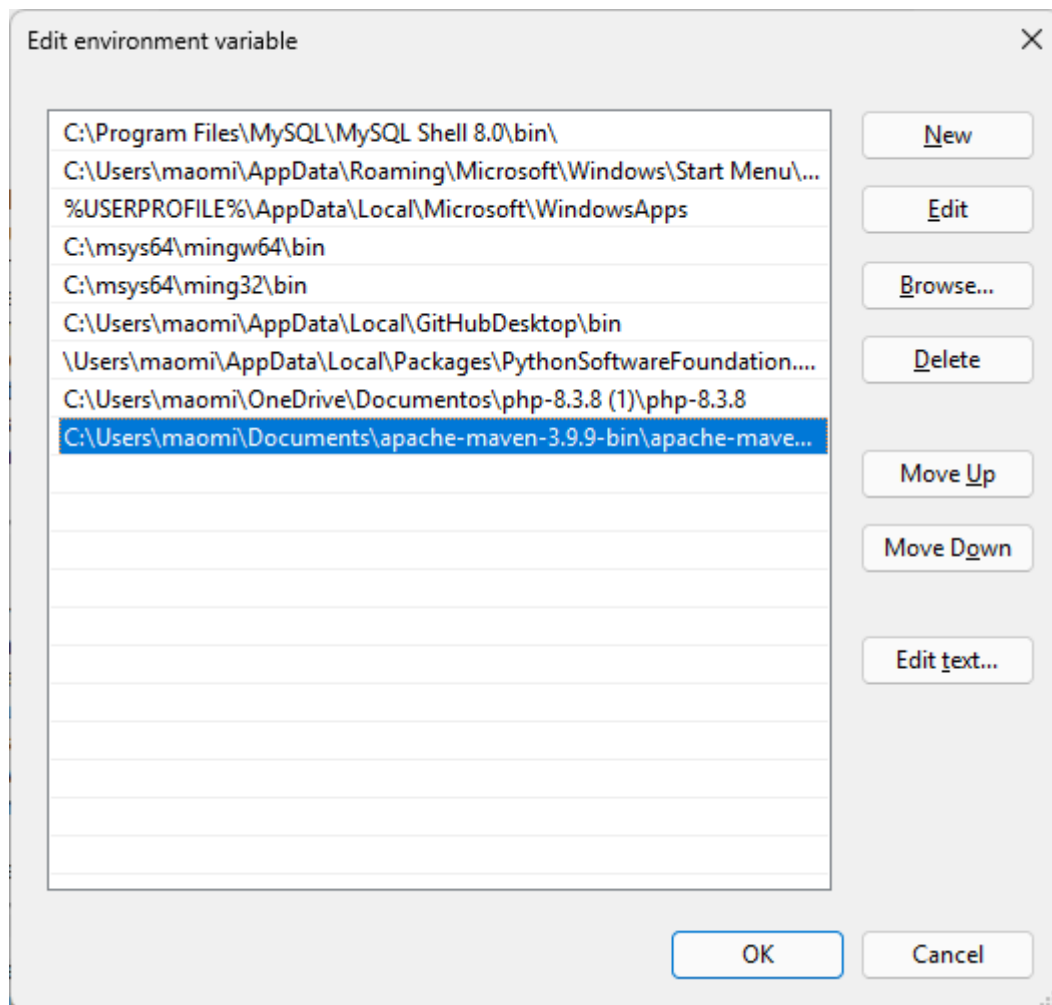 Edit environment variable
C:\Program Files\MySQL\MySQL Shell 8.0\bin\
New
C:\Users\maomi\AppData\Roaming\Microsoft\Windows\Start Menu\...
%USERPROFILE%\AppData\Local\Microsoft\WindowsApps
Edit
C:\msys64\mingw64\bin
C:\msys64\ming32\bin
Browse...
C:\Users\maomi\AppData\Local\GitHubDesktop\bin
\Users\maomi\AppData\Local\Packages\PythonSoftwareFoundation....
Delete
C:\Users\maomi\OneDrive\Documentos\php-8.3.8 (1)\php-8.3.8
C:\Users\maomi\Documents\apache-maven-3.9.9-bin\apache-mave...
Move Up
Move Down
Edit text...
OK
Cancel